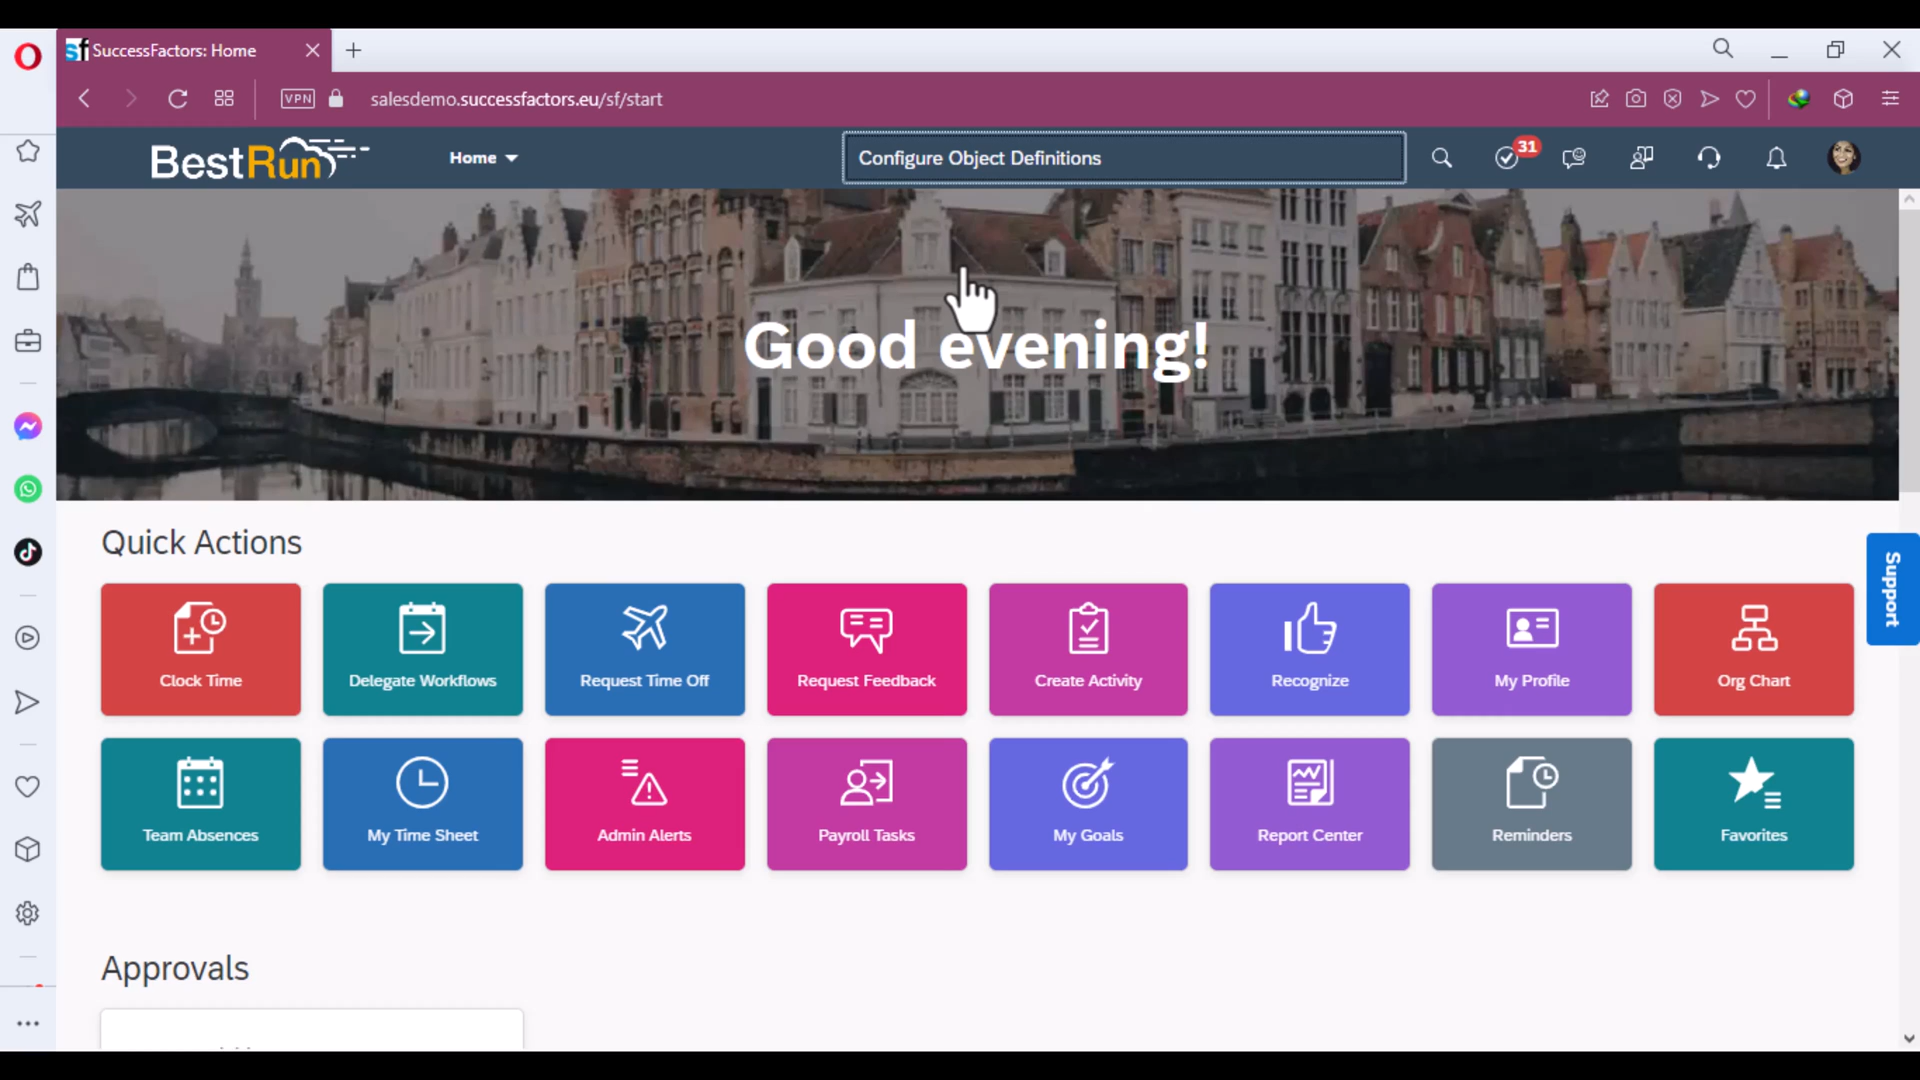 sf SuccessFactors: Home
VPN
salesdemo.successfactors.eu/sf/start
BestRun
Home
Configure Object Definitions
31
Good evening!
Support
Quick Actions
Clock Time
Delegate Workflows
Request Time Off
Request Feedback
Create Activity
Recognize
My Profile
Org Chart
Team Absences
My Time Sheet
Admin Alerts
Payroll Tasks
My Goals
Report Center
Reminders
Favorites
Approvals